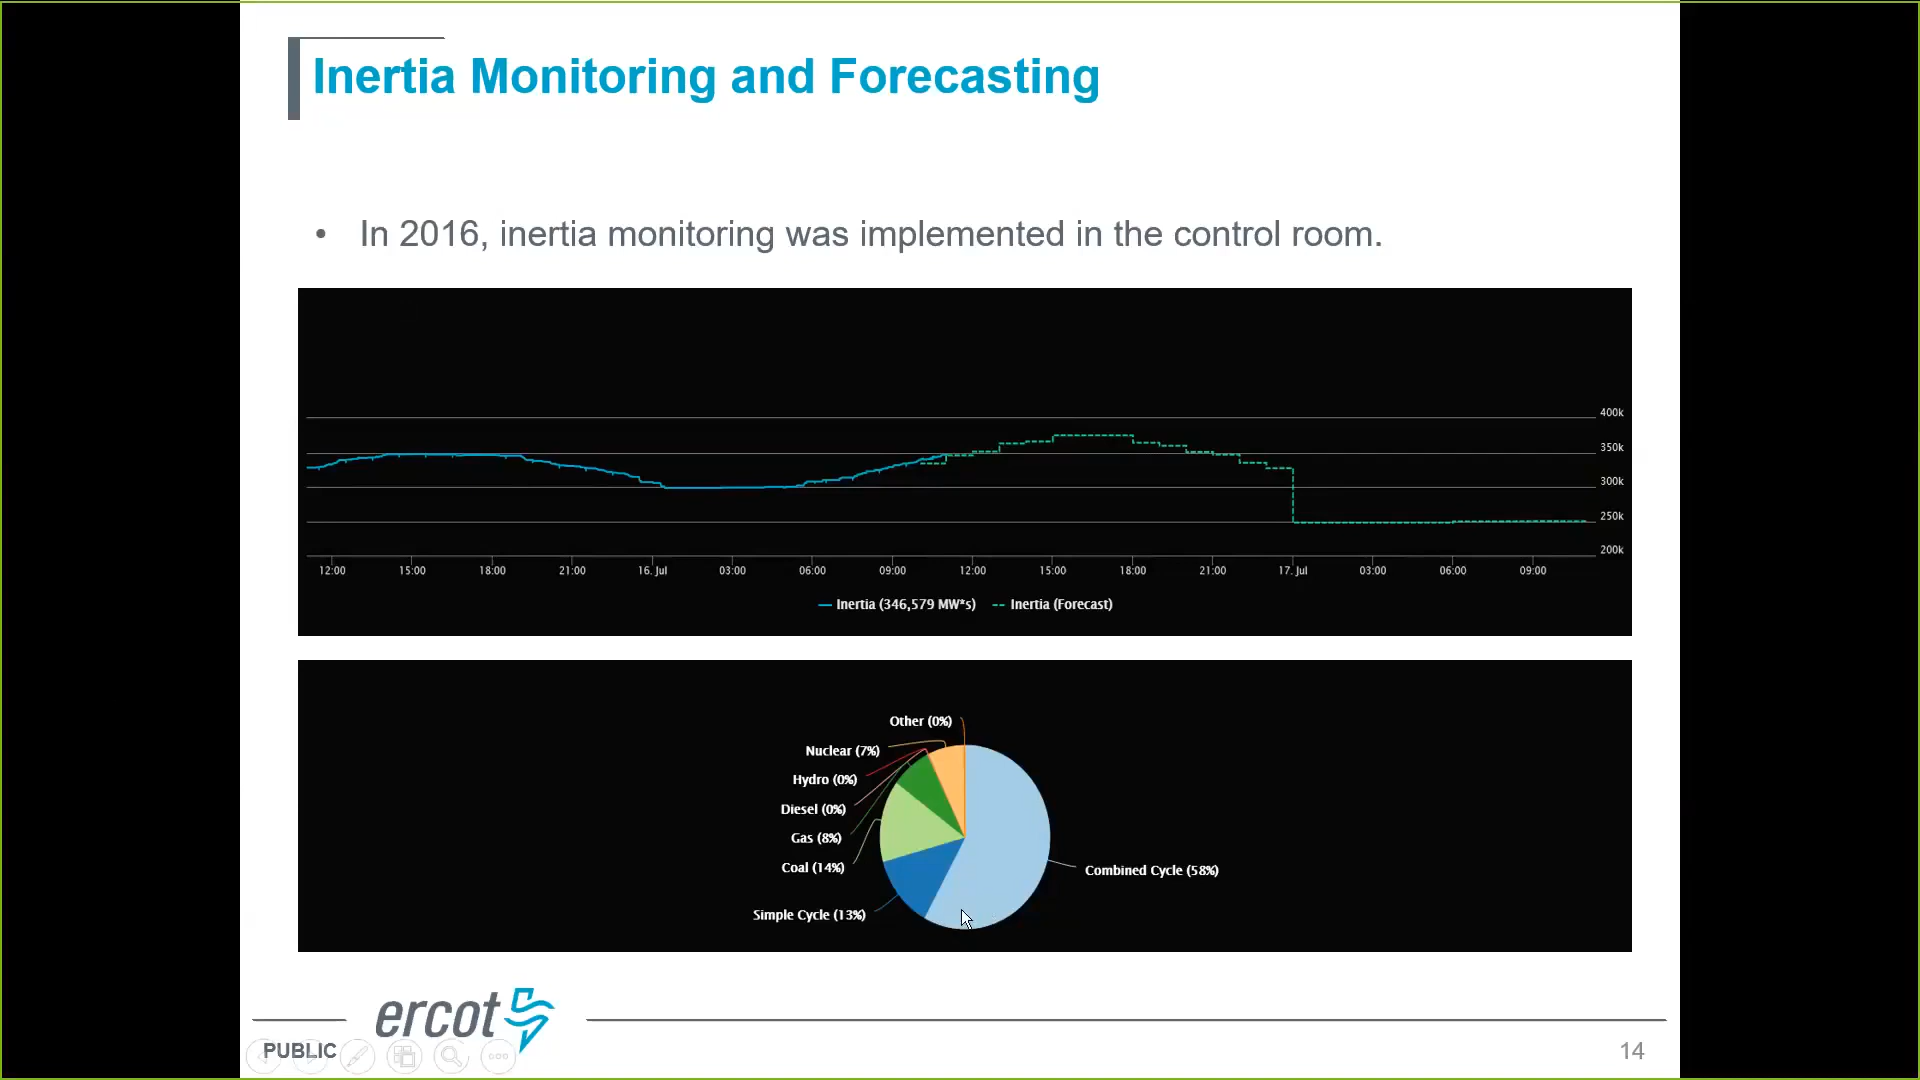 Inertia Monitoring and Forecasting
• In 2016, inertia monitoring was implemented in the control room.
400k
350k
300k
250k
200k
12:00 15:00 18:00 21:00 16. Jul 03:00 06:00 09:00 12:00 15:00 18:00 21:00 17. Jul 03:00 06:00 09:00
Inertia (346,579 MW*s) Inertia (Forecast)
Other (0%)
Nuclear (7%)
Hydro (0%)
Diesel (0%)
Gas (8%)
Coal (14%)
Combined Cycle (58%)
Simple Cycle (13%)
ercot
PUBLIC
14